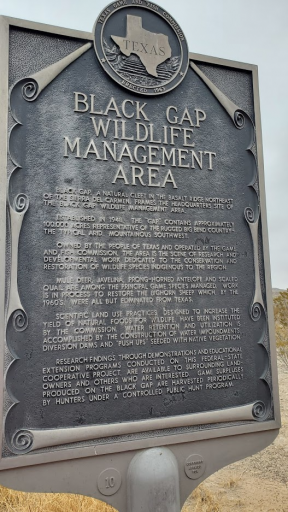 TEXAS
BLACK GAP
WILDLIFE
MANAGEMENT
AREA
BLACK GAP, A NATURAL CLEFT IN THE BASALT RIDGE NORTHEAST
OF THE SIERRA DEL CARMEN, FRAMES THE HEADQUARTERS SITE OF
THE BLACK GAP WILDLIFE MANAGEMENT AREA.
ESTABLISHED IN 1948, THE "GAP" CONTAINS APPROXIMATELY
100,000 ACRES, REPRESENTATIVE OF THE RUGGED BIG BEND COUNTRY-
THE TYPICAL ARID, MOUNTAINOUS SOUTHWEST.
OWNED BY THE PEOPLE OF TEXAS AND OPERATED BY THE GAME
AND FISH COMMISSION, THE AREA IS THE SCENE OF RESEARCH AND
DEVELOPMENTAL WORK DEDICATED TO THE CONSERVATION AND
RESTORATION OF WILDLIFE SPECIES INDIGENOUS TO THE REGION.
MULE DEER, JAVELINA, PRONG-HORNED ANTELOPE AND SCALED
QUAIL ARE AMONG THE PRINCIPAL GAME SPECIES MANAGED. WORK
IS IN PROCESS TO RESTORE THE BIGHORN SHEEP WHICH, BY THE
1960'S, WERE ALL BUT ELIMINATED FROM TEXAS.
SCIENTIFIC LAND USE PRACTICES, DESIGNED TO INCREASE THE
YIELD OF NATURAL FOODS FOR WILDLIFE, HAVE BEEN INSTITUTED
BY THE COMMISSION. WATER RETENTION AND UTILIZATION IS
ACCOMPLISHED BY THE CONSTRUCTION OF WATER IMPOUNDMENTS,
DIVERSION DAMS AND "PUSH UPS" SEEDED WITH NATIVE VEGETATION.
RESEARCH FINDINGS, THROUGH DEMONSTRATIONS AND EDUCATIONAL
EXTENSION PROGRAMS CONDUCTED ON THIS FEDERAL-STATE
COOPERATIVE PROJECT, ARE AVAILABLE TO SURROUNDING LAND-
OWNERS AND OTHERS WHO ARE INTERESTED. GAME SURPLUSES
PRODUCED ON THE BLACK GAP ARE HARVESTED PERIODICALLY
BY HUNTERS UNDER A CONTROLLED PUBLIC HUNT PROGRAM.
10